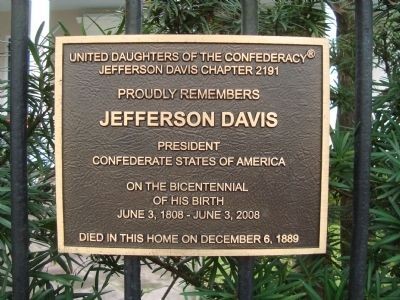 UNITED DAUGHTERS OF THE CONFEDERACY®
JEFFERSON DAVIS CHAPTER 2191
PROUDLY REMEMBERS
JEFFERSON DAVIS
PRESIDENT
CONFEDERATE STATES OF AMERICA
ON THE BICENTENNIAL
OF HIS BIRTH
JUNE 3, 1808 - JUNE 3, 2008
DIED IN THIS HOME ON DECEMBER 6, 1889